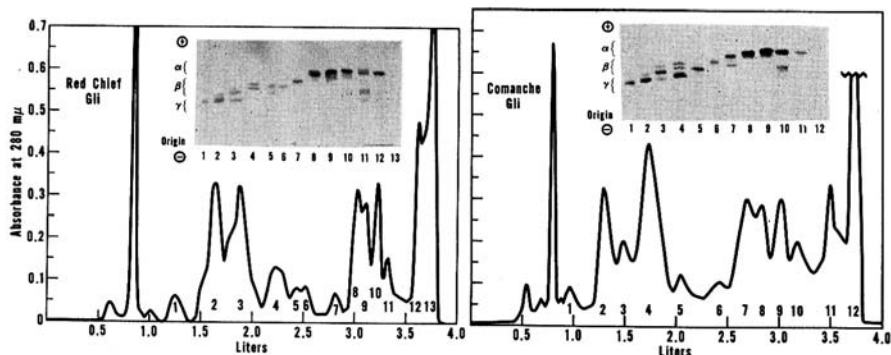 0.7
0.6
0.5
0.4
0.3
0.2
0.1
0
Absorbance at 280 mμ
Red Chief
Gli
⊕
α{
β{
γ{
Origin
⊖
1 2 3 4 5 6 7 8 9 10 11 12 13
1 2 3 4 5 6 7 8 9 10 11 12 13
0.5 1.0 1.5 2.0 2.5 3.0 3.5 4.0
Liters
Comanche
Gli
⊕
α{
β{
γ{
Origin
⊖
1 2 3 4 5 6 7 8 9 10 11 12
1 2 3 4 5 6 7 8 9 10 11 12
0.5 1.0 1.5 2.0 2.5 3.0 3.5 4.0
Liters